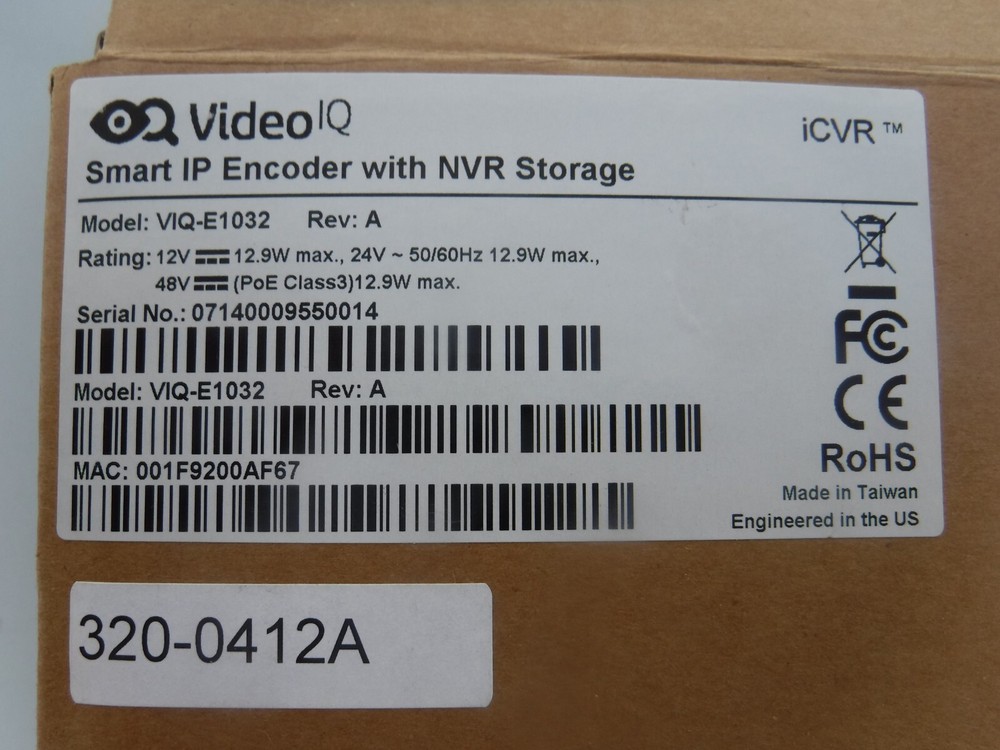 VideoIQ
iCVR ™
Smart IP Encoder with NVR Storage
Model: VIQ-E1032 Rev: A
Rating: 12V 12.9W max., 24V ~ 50/60Hz 12.9W max.,
48V (PoE Class3)12.9W max.
Serial No.: 07140009550014
Model: VIQ-E1032 Rev: A
MAC: 001F9200AF67
FC
CE
RoHS
Made in Taiwan
Engineered in the US
320-0412A